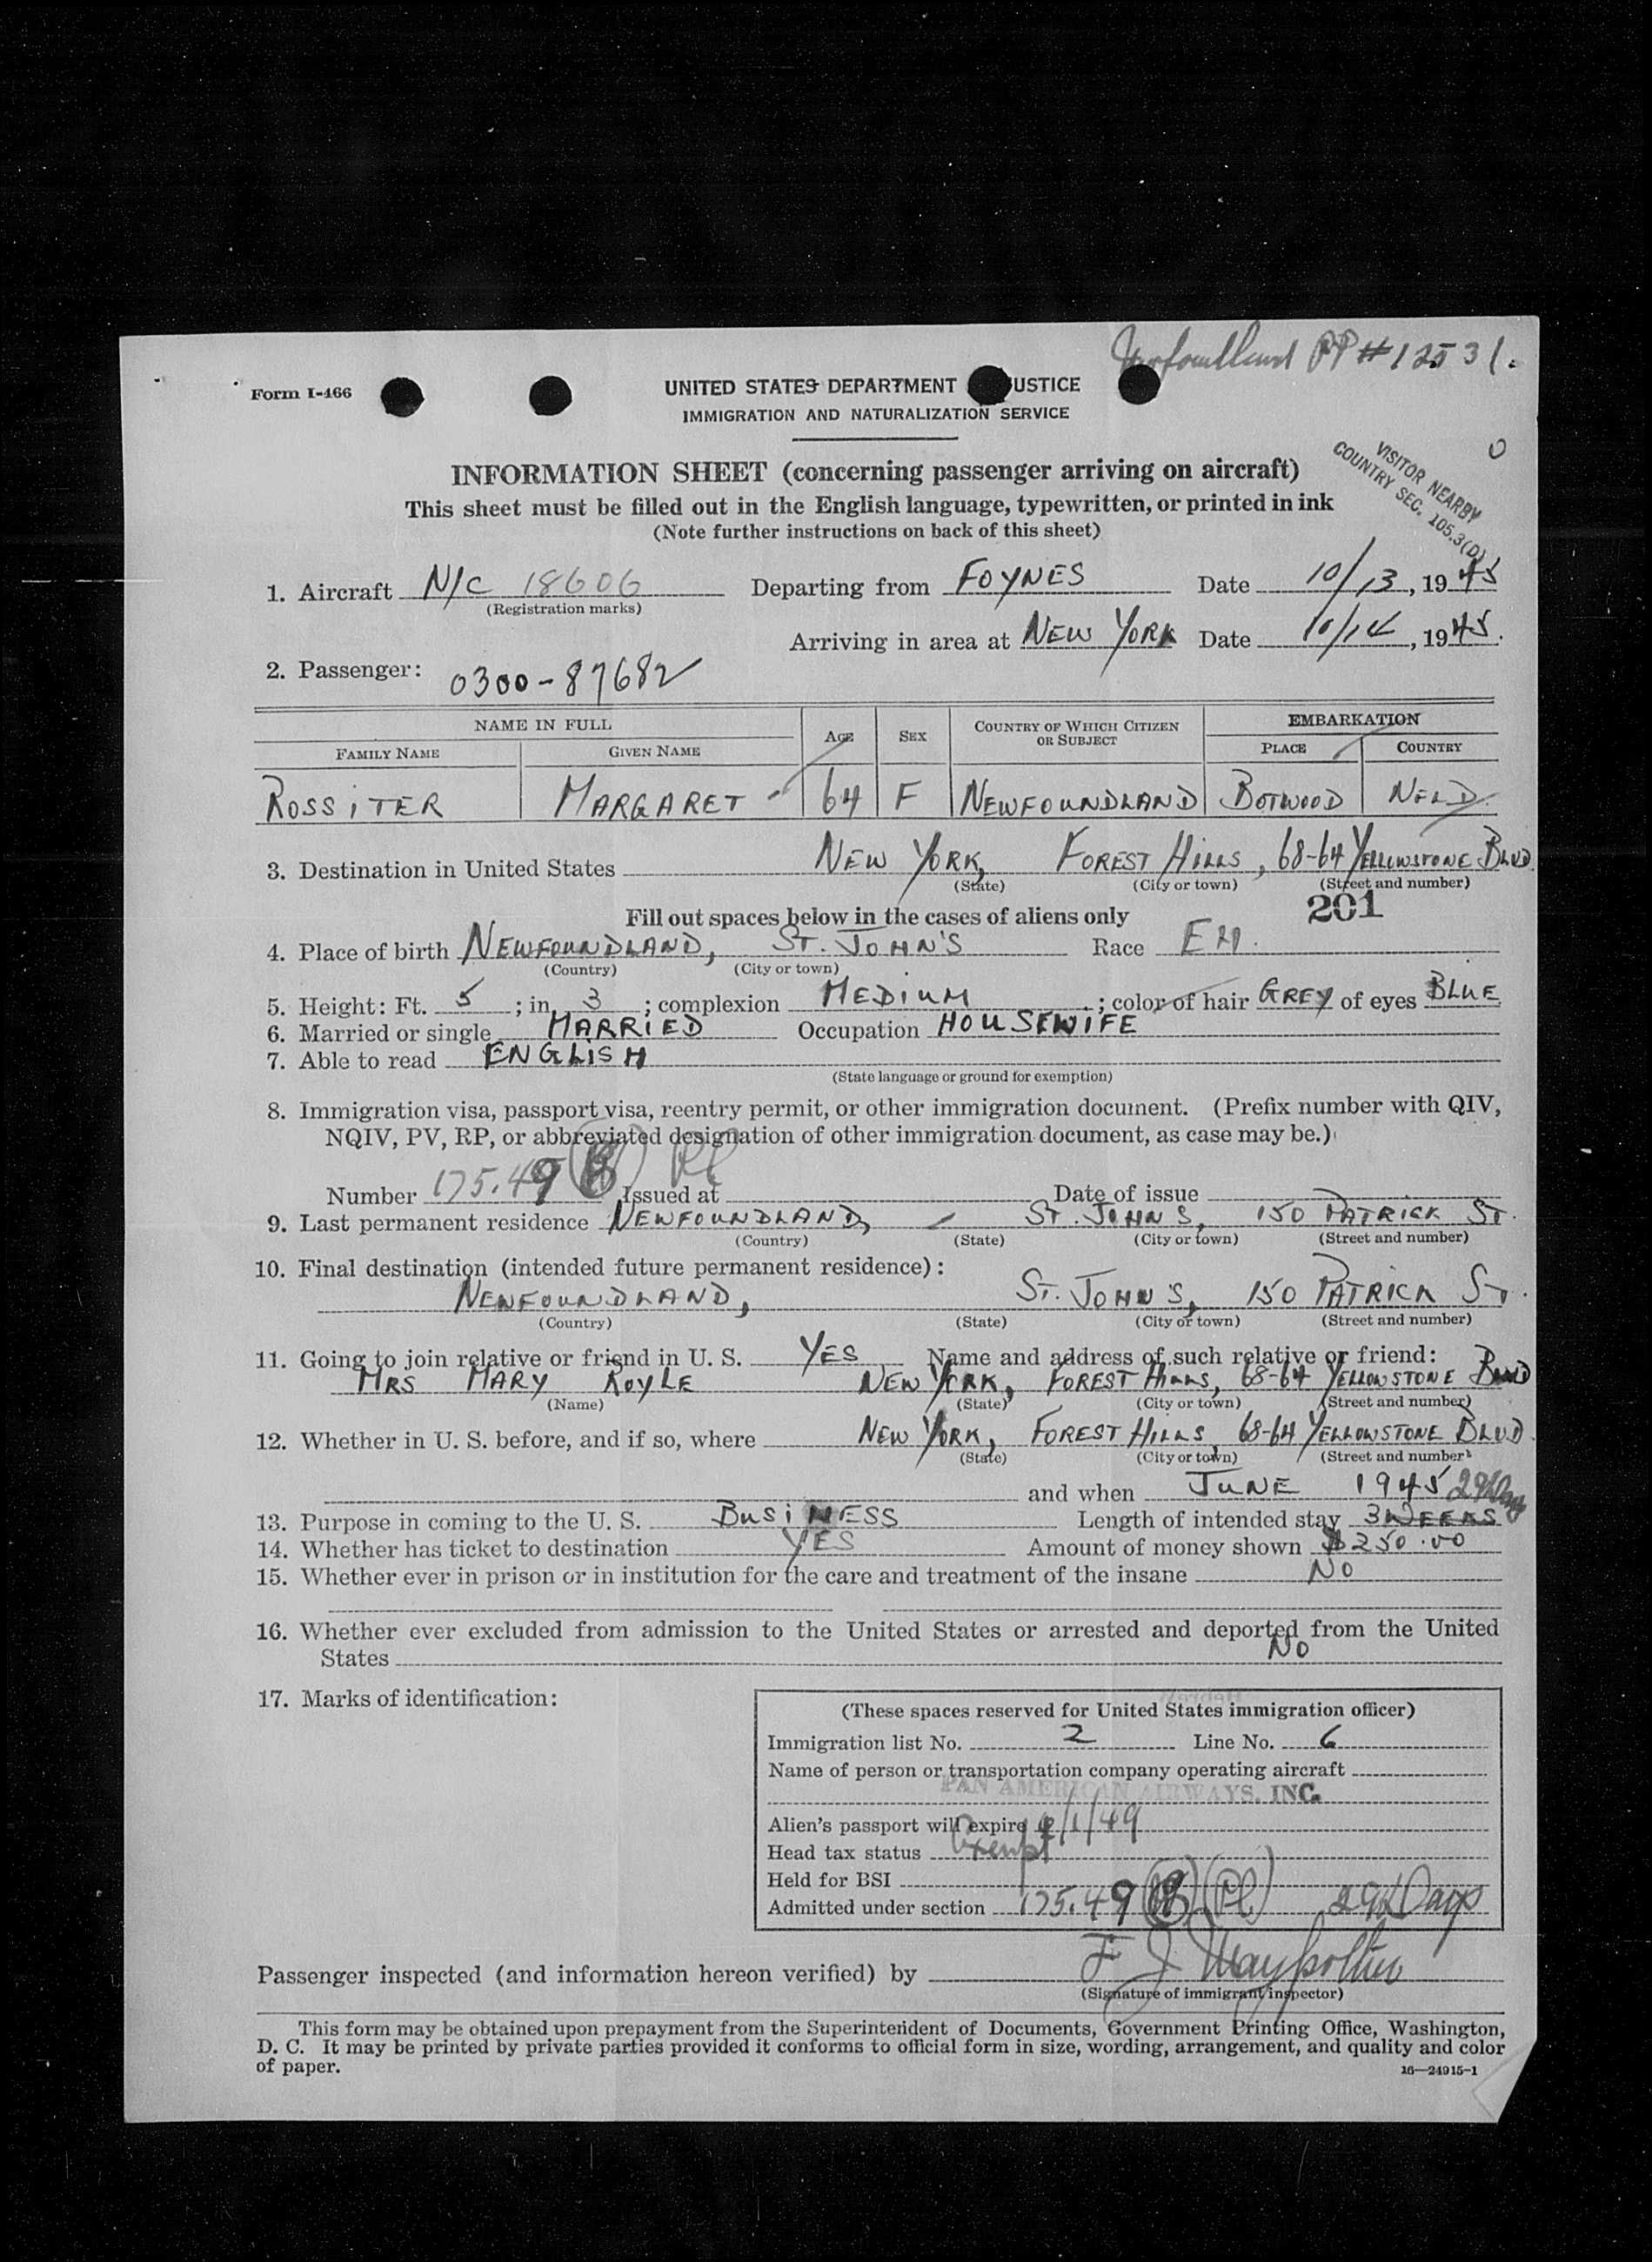 Newfoundland PP #12531.
Form I-466
UNITED STATES DEPARTMENT USTICE
IMMIGRATION AND NATURALIZATION SERVICE
O
VISITOR NEARBY
COUNTRY SEC. 105.3(D)
INFORMATION SHEET (concerning passenger arriving on aircraft)
This sheet must be filled out in the English language, typewritten, or printed in ink
(Note further instructions on back of this sheet)
1. Aircraft N/C 18606 Departing from FOYNES Date 10/13, 1945
(Registration marks)
Arriving in area at NEW YORK Date 10/14, 1945.
2. Passenger: 0300-87682
NAME IN FULL AGE SEX COUNTRY OF WHICH CITIZEN OR SUBJECT EMBARKATION
FAMILY NAME GIVEN NAME PLACE COUNTRY
ROSSITER MARGARET 64 F NEWFOUNDLAND BOTWOOD NFLD.
3. Destination in United States NEW YORK, FOREST HILLS, 68-64 YELLOWSTONE BLVD.
(State) (City or town) (Street and number)
201
Fill out spaces below in the cases of aliens only
4. Place of birth NEWFOUNDLAND, ST. JOHN'S Race
(Country) (City or town)
5. Height: Ft. 5; in. 3; complexion MEDIUM; color of hair GREY of eyes BLUE
6. Married or single MARRIED Occupation HOUSEWIFE
7. Able to read ENGLISH
(State language or ground for exemption)
8. Immigration visa, passport visa, reentry permit, or other immigration document. (Prefix number with QIV,
NQIV, PV, RP, or abbreviated designation of other immigration document, as case may be.)
Number 175.49 Issued at Date of issue
9. Last permanent residence NEWFOUNDLAND, - ST. JOHNS, 150 PATRICK ST.
(Country) (State) (City or town) (Street and number)
10. Final destination (intended future permanent residence):
NEWFOUNDLAND, ST. JOHN'S, 150 PATRICK ST.
(Country) (State) (City or town) (Street and number)
11. Going to join relative or friend in U. S. YES Name and address of such relative or friend:
MRS MARY ROYLE NEW YORK, FOREST HILLS, 68-64 YELLOWSTONE BLVD
(Name) (State) (City or town) (Street and number)
12. Whether in U. S. before, and if so, where NEW YORK, FOREST HILLS, 68-64 YELLOWSTONE BLVD.
(State) (City or town) (Street and number)
and when JUNE 1945 29 Days
13. Purpose in coming to the U. S. BUSINESS Length of intended stay 3 WEEKS
14. Whether has ticket to destination YES Amount of money shown $250.00
15. Whether ever in prison or in institution for the care and treatment of the insane NO
16. Whether ever excluded from admission to the United States or arrested and deported from the United
States NO
17. Marks of identification:
(These spaces reserved for United States immigration officer)
Immigration list No. 2 Line No. 6
Name of person or transportation company operating aircraft
PAN AMERICAN AIRWAYS, INC.
Alien's passport will expire /1/49
Head tax status Exempt
Held for BSI
Admitted under section 175.49 29 Days
Passenger inspected (and information hereon verified) by F J
(Signature of immigrant inspector)
This form may be obtained upon prepayment from the Superintendent of Documents, Government Printing Office, Washington,
D. C. It may be printed by private parties provided it conforms to official form in size, wording, arrangement, and quality and color
of paper.
16—24915-1